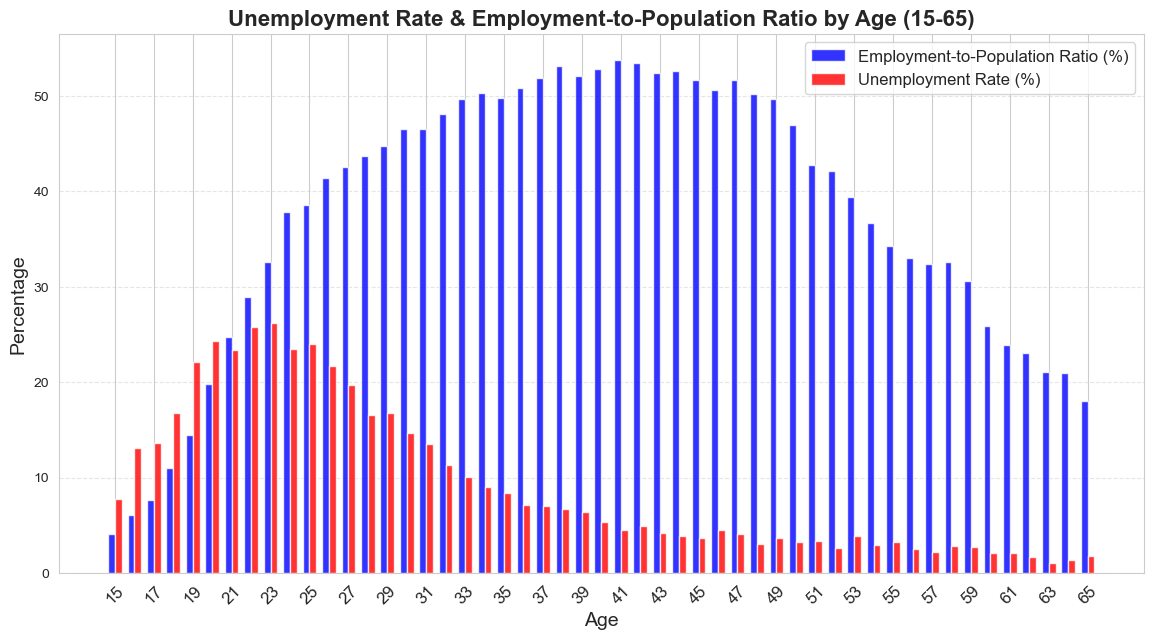 Unemployment Rate & Employment-to-Population Ratio by Age (15-65)
Employment-to-Population Ratio (%)
Unemployment Rate (%)
Percentage
50
40
30
20
10
0
15 17 19 21 23 25 27 29 31 33 35 37 39 41 43 45 47 49 51 53 55 57 59 61 63 65
Age